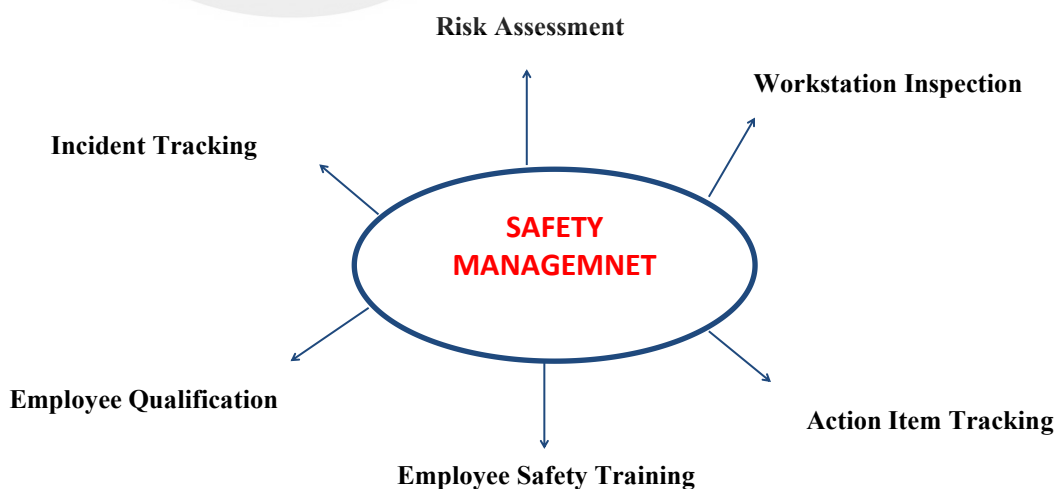 Risk Assessment
Workstation Inspection
Incident Tracking
SAFETY
MANAGEMNET
Employee Qualification
Action Item Tracking
Employee Safety Training